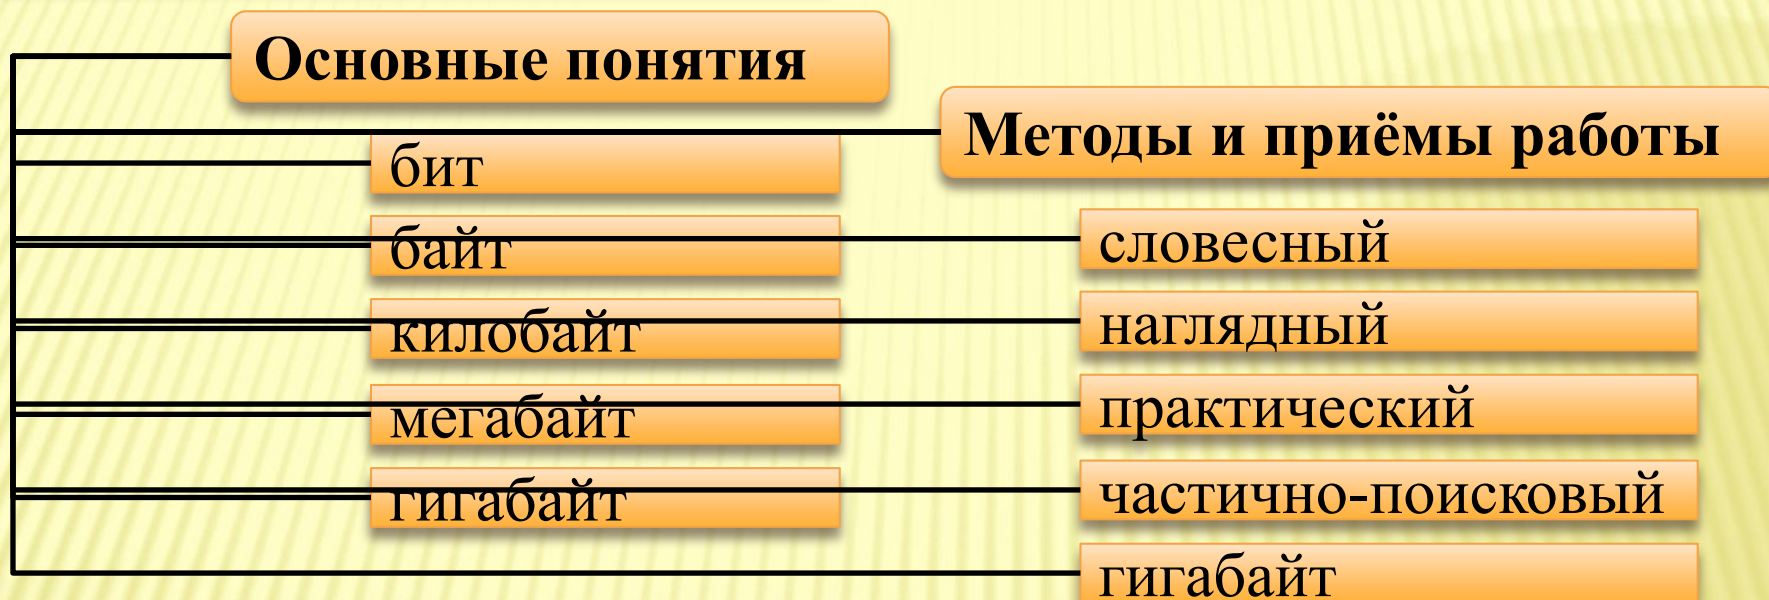 Основные понятия
бит
байт
килобайт
мегабайт
гигабайт
Методы и приёмы работы
словесный
наглядный
практический
частично-поисковый
гигабайт